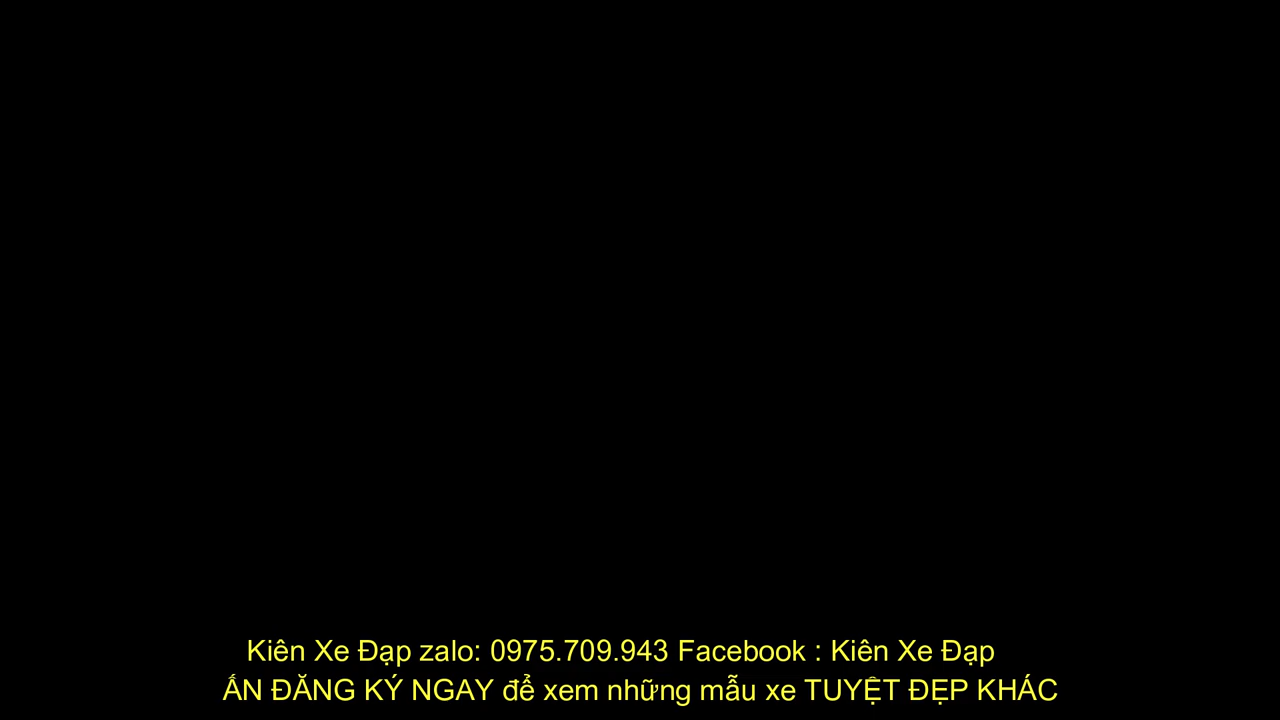 Kiên Xe Đạp zalo: 0975.709.943 Facebook : Kiên Xe Đạp
ẤN ĐĂNG KÝ NGAY để xem những mẫu xe TUYỆT ĐẸP KHÁC